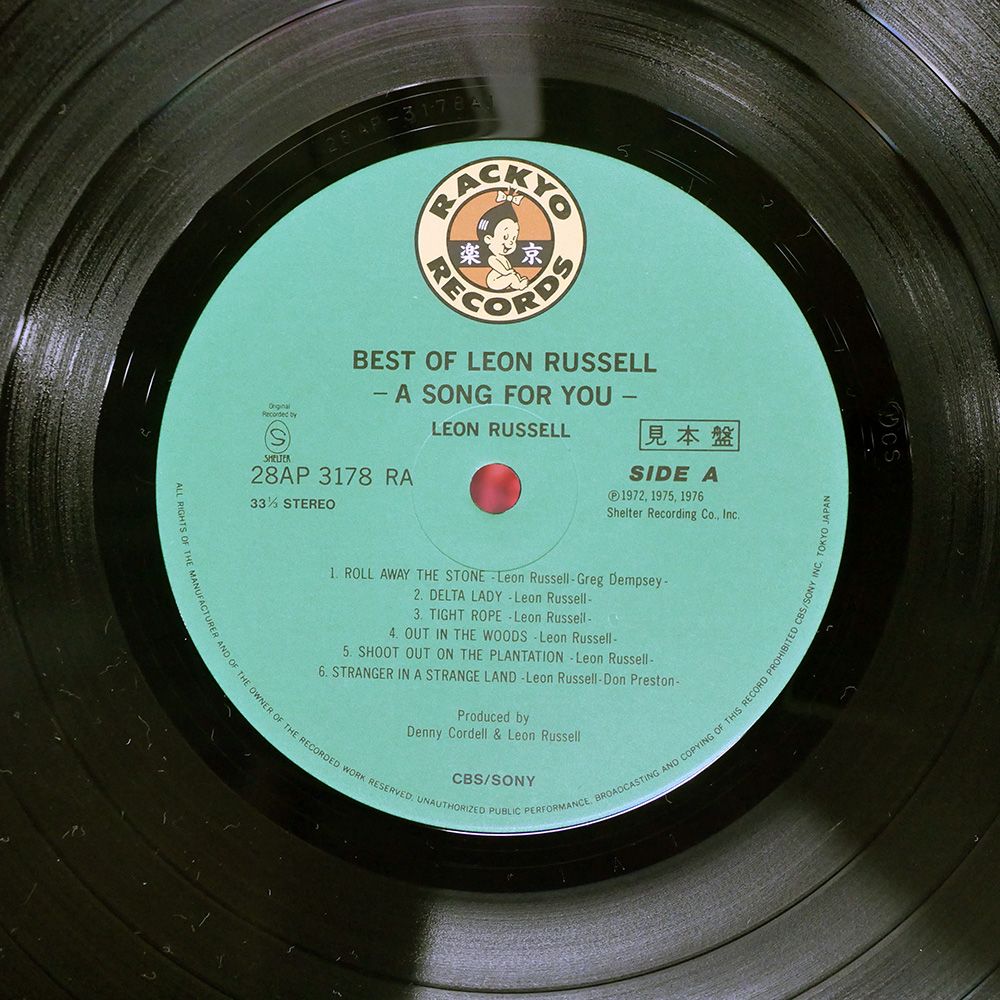 28AP-3178A1
RACKYO
楽 京
RECORDS
BEST OF LEON RUSSELL
– A SONG FOR YOU –
LEON RUSSELL
Original
Recorded by
S
SHELTER
見本盤
28AP 3178 RA
SIDE A
33⅓ STEREO
Ⓟ1972, 1975, 1976
Shelter Recording Co., Inc.
1. ROLL AWAY THE STONE -Leon Russell-Greg Dempsey-
2. DELTA LADY -Leon Russell-
3. TIGHT ROPE -Leon Russell-
4. OUT IN THE WOODS -Leon Russell-
5. SHOOT OUT ON THE PLANTATION -Leon Russell-
6. STRANGER IN A STRANGE LAND -Leon Russell-Don Preston-
Produced by
Denny Cordell & Leon Russell
CBS/SONY
ALL RIGHTS OF THE MANUFACTURER AND OF THE OWNER OF THE RECORDED WORK RESERVED. UNAUTHORIZED PUBLIC PERFORMANCE, BROADCASTING AND COPYING OF THIS RECORD PROHIBITED CBS/SONY INC. TOKYO JAPAN